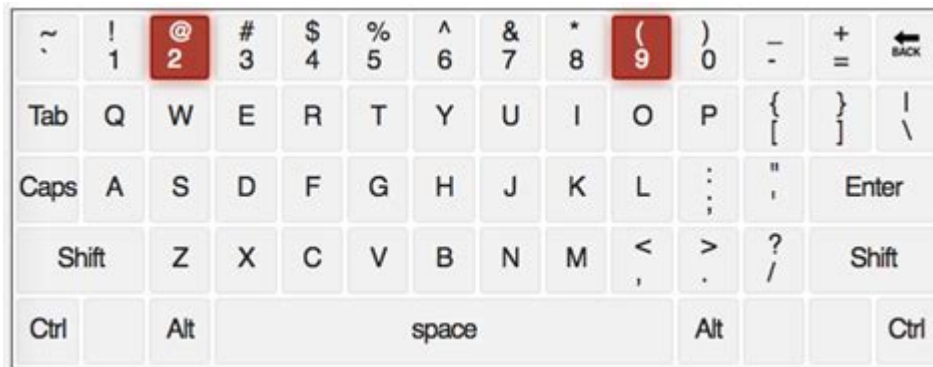 ~ ! @ # $ % ^ & * ( ) _ +
` 1 2 3 4 5 6 7 8 9 0 - = BACK
Tab Q W E R T Y U I O P { } |
[ ] \
Caps A S D F G H J K L : " Enter
; '
Shift Z X C V B N M < > ? Shift
, . /
Ctrl Alt space Alt Ctrl